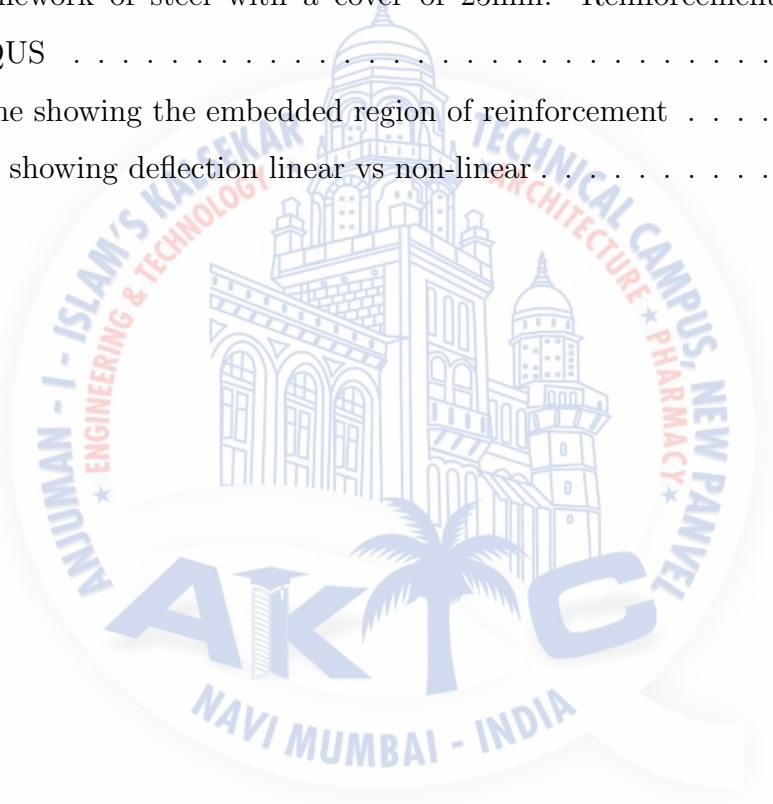 mework of steel with a cover of 25mm. Reinforcement
QUS . . . . . . . . . . . . . . . . . . . . . . . . . . . . . .
ne showing the embedded region of reinforcement . . . .
showing deflection linear vs non-linear . . . . . . . . . .
ANJUMAN - I - ISLAM'S KALSEKAR TECHNICAL CAMPUS, NEW PANVEL
★ ENGINEERING & TECHNOLOGY ★ ARCHITECTURE ★ PHARMACY ★
AKTC
NAVI MUMBAI - INDIA